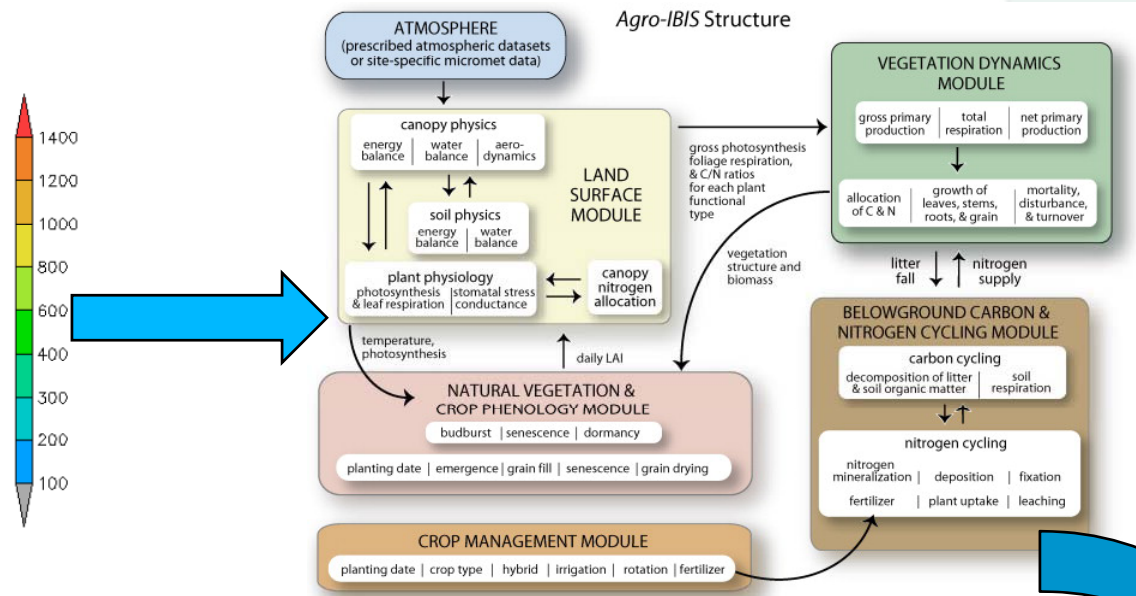 Agro-IBIS Structure
ATMOSPHERE
(prescribed atmospheric datasets
or site-specific micromet data)
1400
1200
1000
800
600
400
300
200
100
canopy physics
energy balance | water balance | aero-dynamics
soil physics
energy balance | water balance
plant physiology
photosynthesis & leaf respiration | stomatal stress conductance
canopy
nitrogen
allocation
LAND
SURFACE
MODULE
gross photosynthesis
foliage respiration,
& C/N ratios
for each plant
functional
type
vegetation
structure and
biomass
VEGETATION DYNAMICS
MODULE
gross primary production | total respiration | net primary production
allocation of C & N | growth of leaves, stems, roots, & grain | mortality, disturbance, & turnover
litter
fall
nitrogen
supply
BELOWGROUND CARBON &
NITROGEN CYCLING MODULE
carbon cycling
decomposition of litter & soil organic matter | soil respiration
nitrogen cycling
nitrogen mineralization | deposition | fixation
fertilizer | plant uptake | leaching
temperature,
photosynthesis
daily LAI
NATURAL VEGETATION &
CROP PHENOLOGY MODULE
budburst | senescence | dormancy
planting date | emergence | grain fill | senescence | grain drying
CROP MANAGEMENT MODULE
planting date | crop type | hybrid | irrigation | rotation | fertilizer